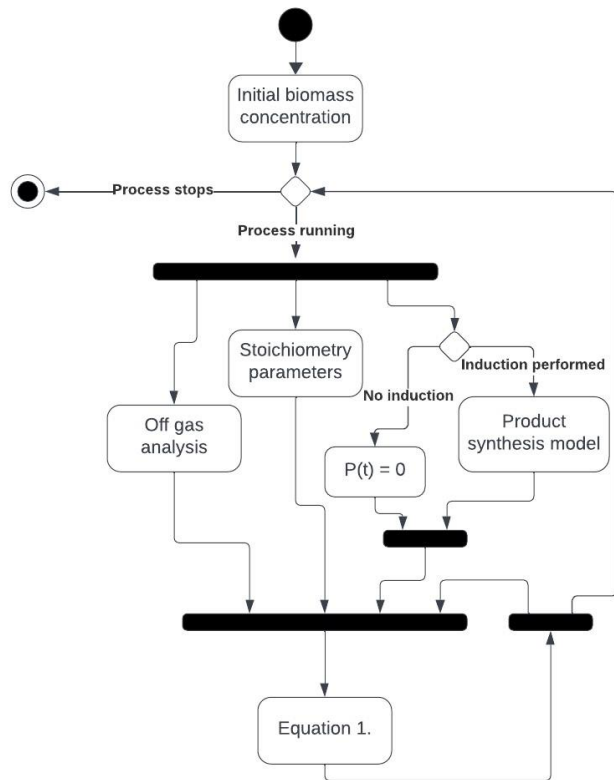 Initial biomass
concentration
Process stops
Process running
Stoichiometry
parameters
Induction performed
No induction
Off gas
analysis
Product
synthesis model
P(t) = 0
Equation 1.